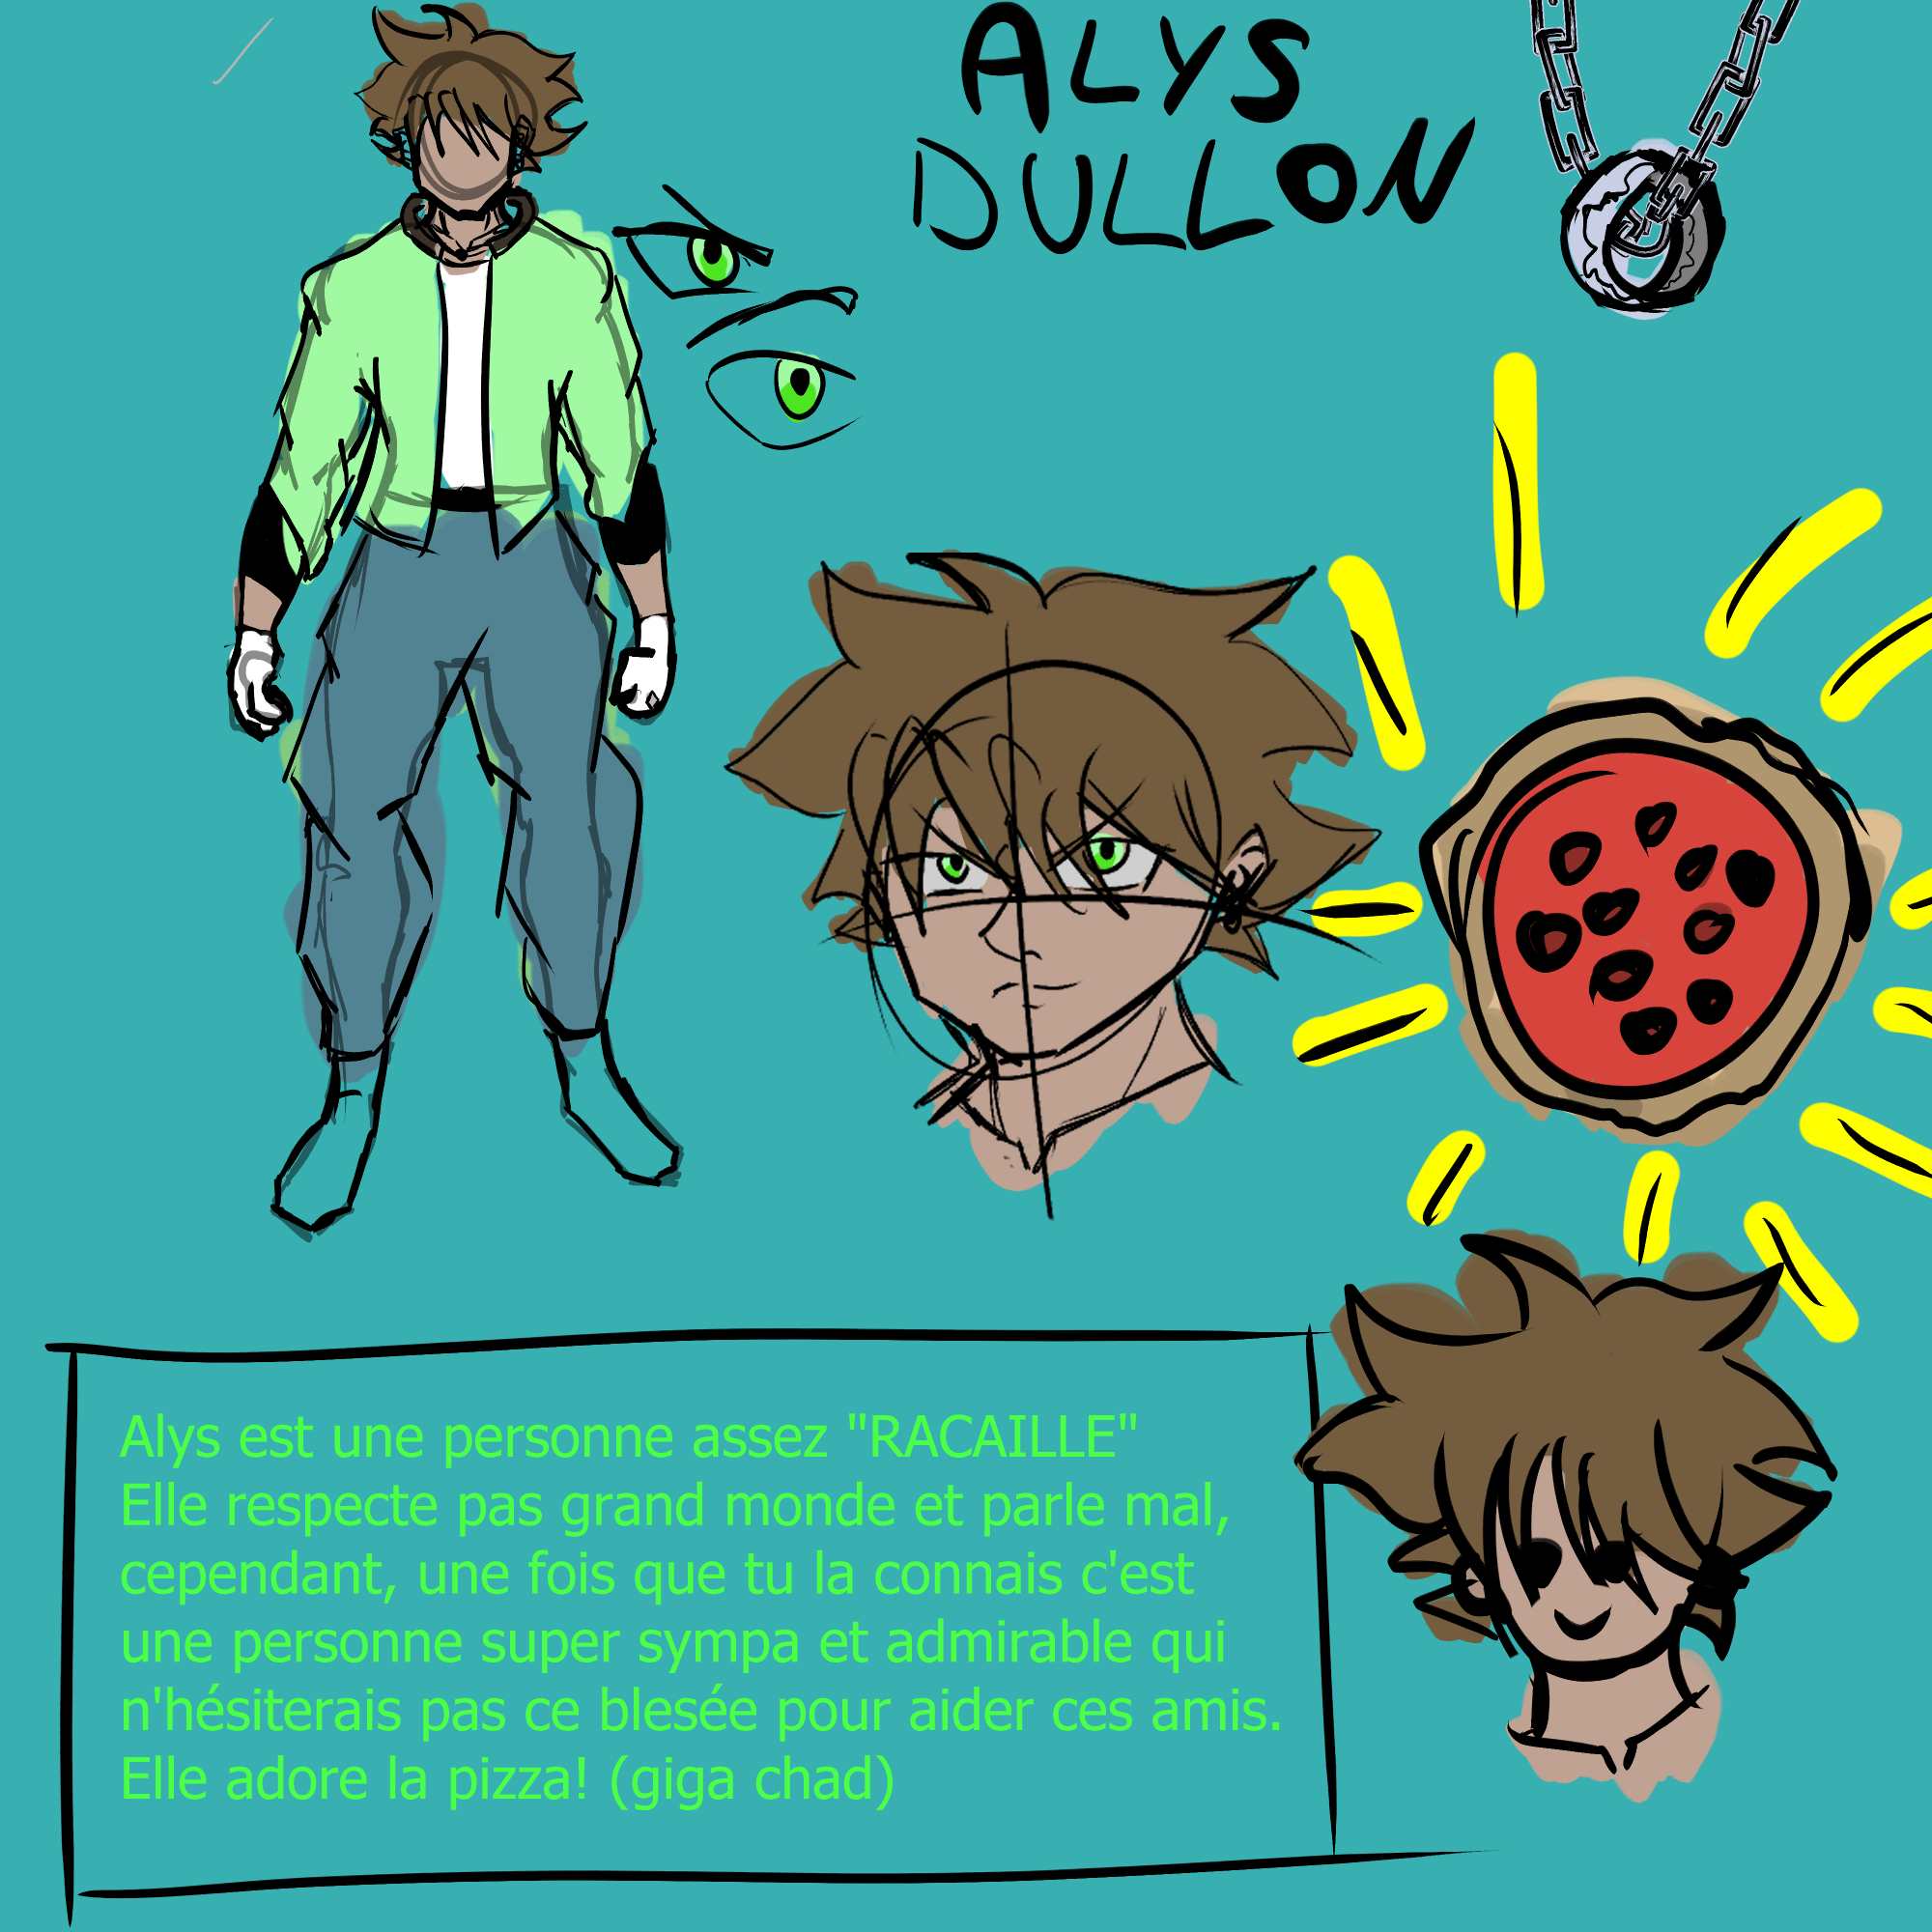 ALYS
DULLON
Alys est une personne assez "RACAILLE"
Elle respecte pas grand monde et parle mal,
cependant, une fois que tu la connais c'est
une personne super sympa et admirable qui
n'hésiterais pas ce blesée pour aider ces amis.
Elle adore la pizza! (giga chad)